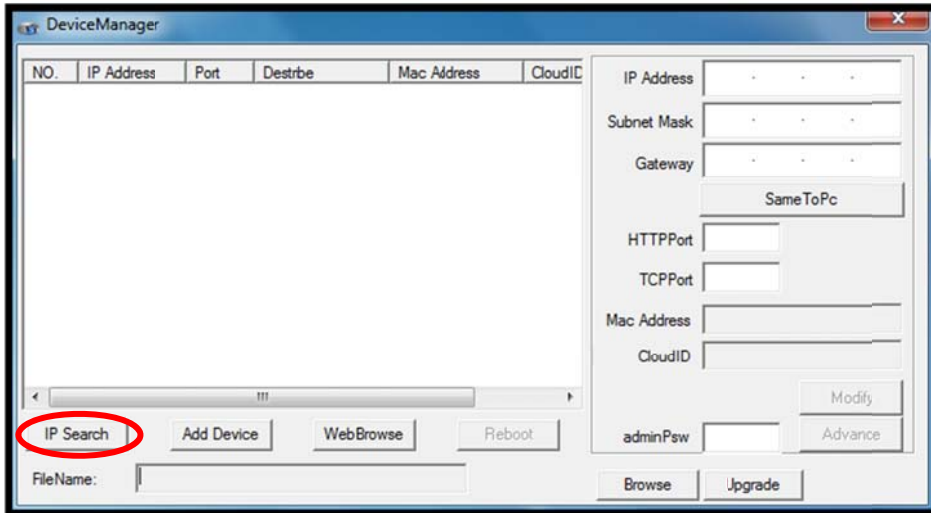 DeviceManager
NO. IP Address Port Destrbe Mac Address CloudID
IP Address . . .
Subnet Mask . . .
Gateway . . .
SameToPc
HTTPPort
TCPPort
Mac Address
CloudID
Modify
IP Search Add Device WebBrowse Reboot adminPsw Advance
FileName: Browse Upgrade